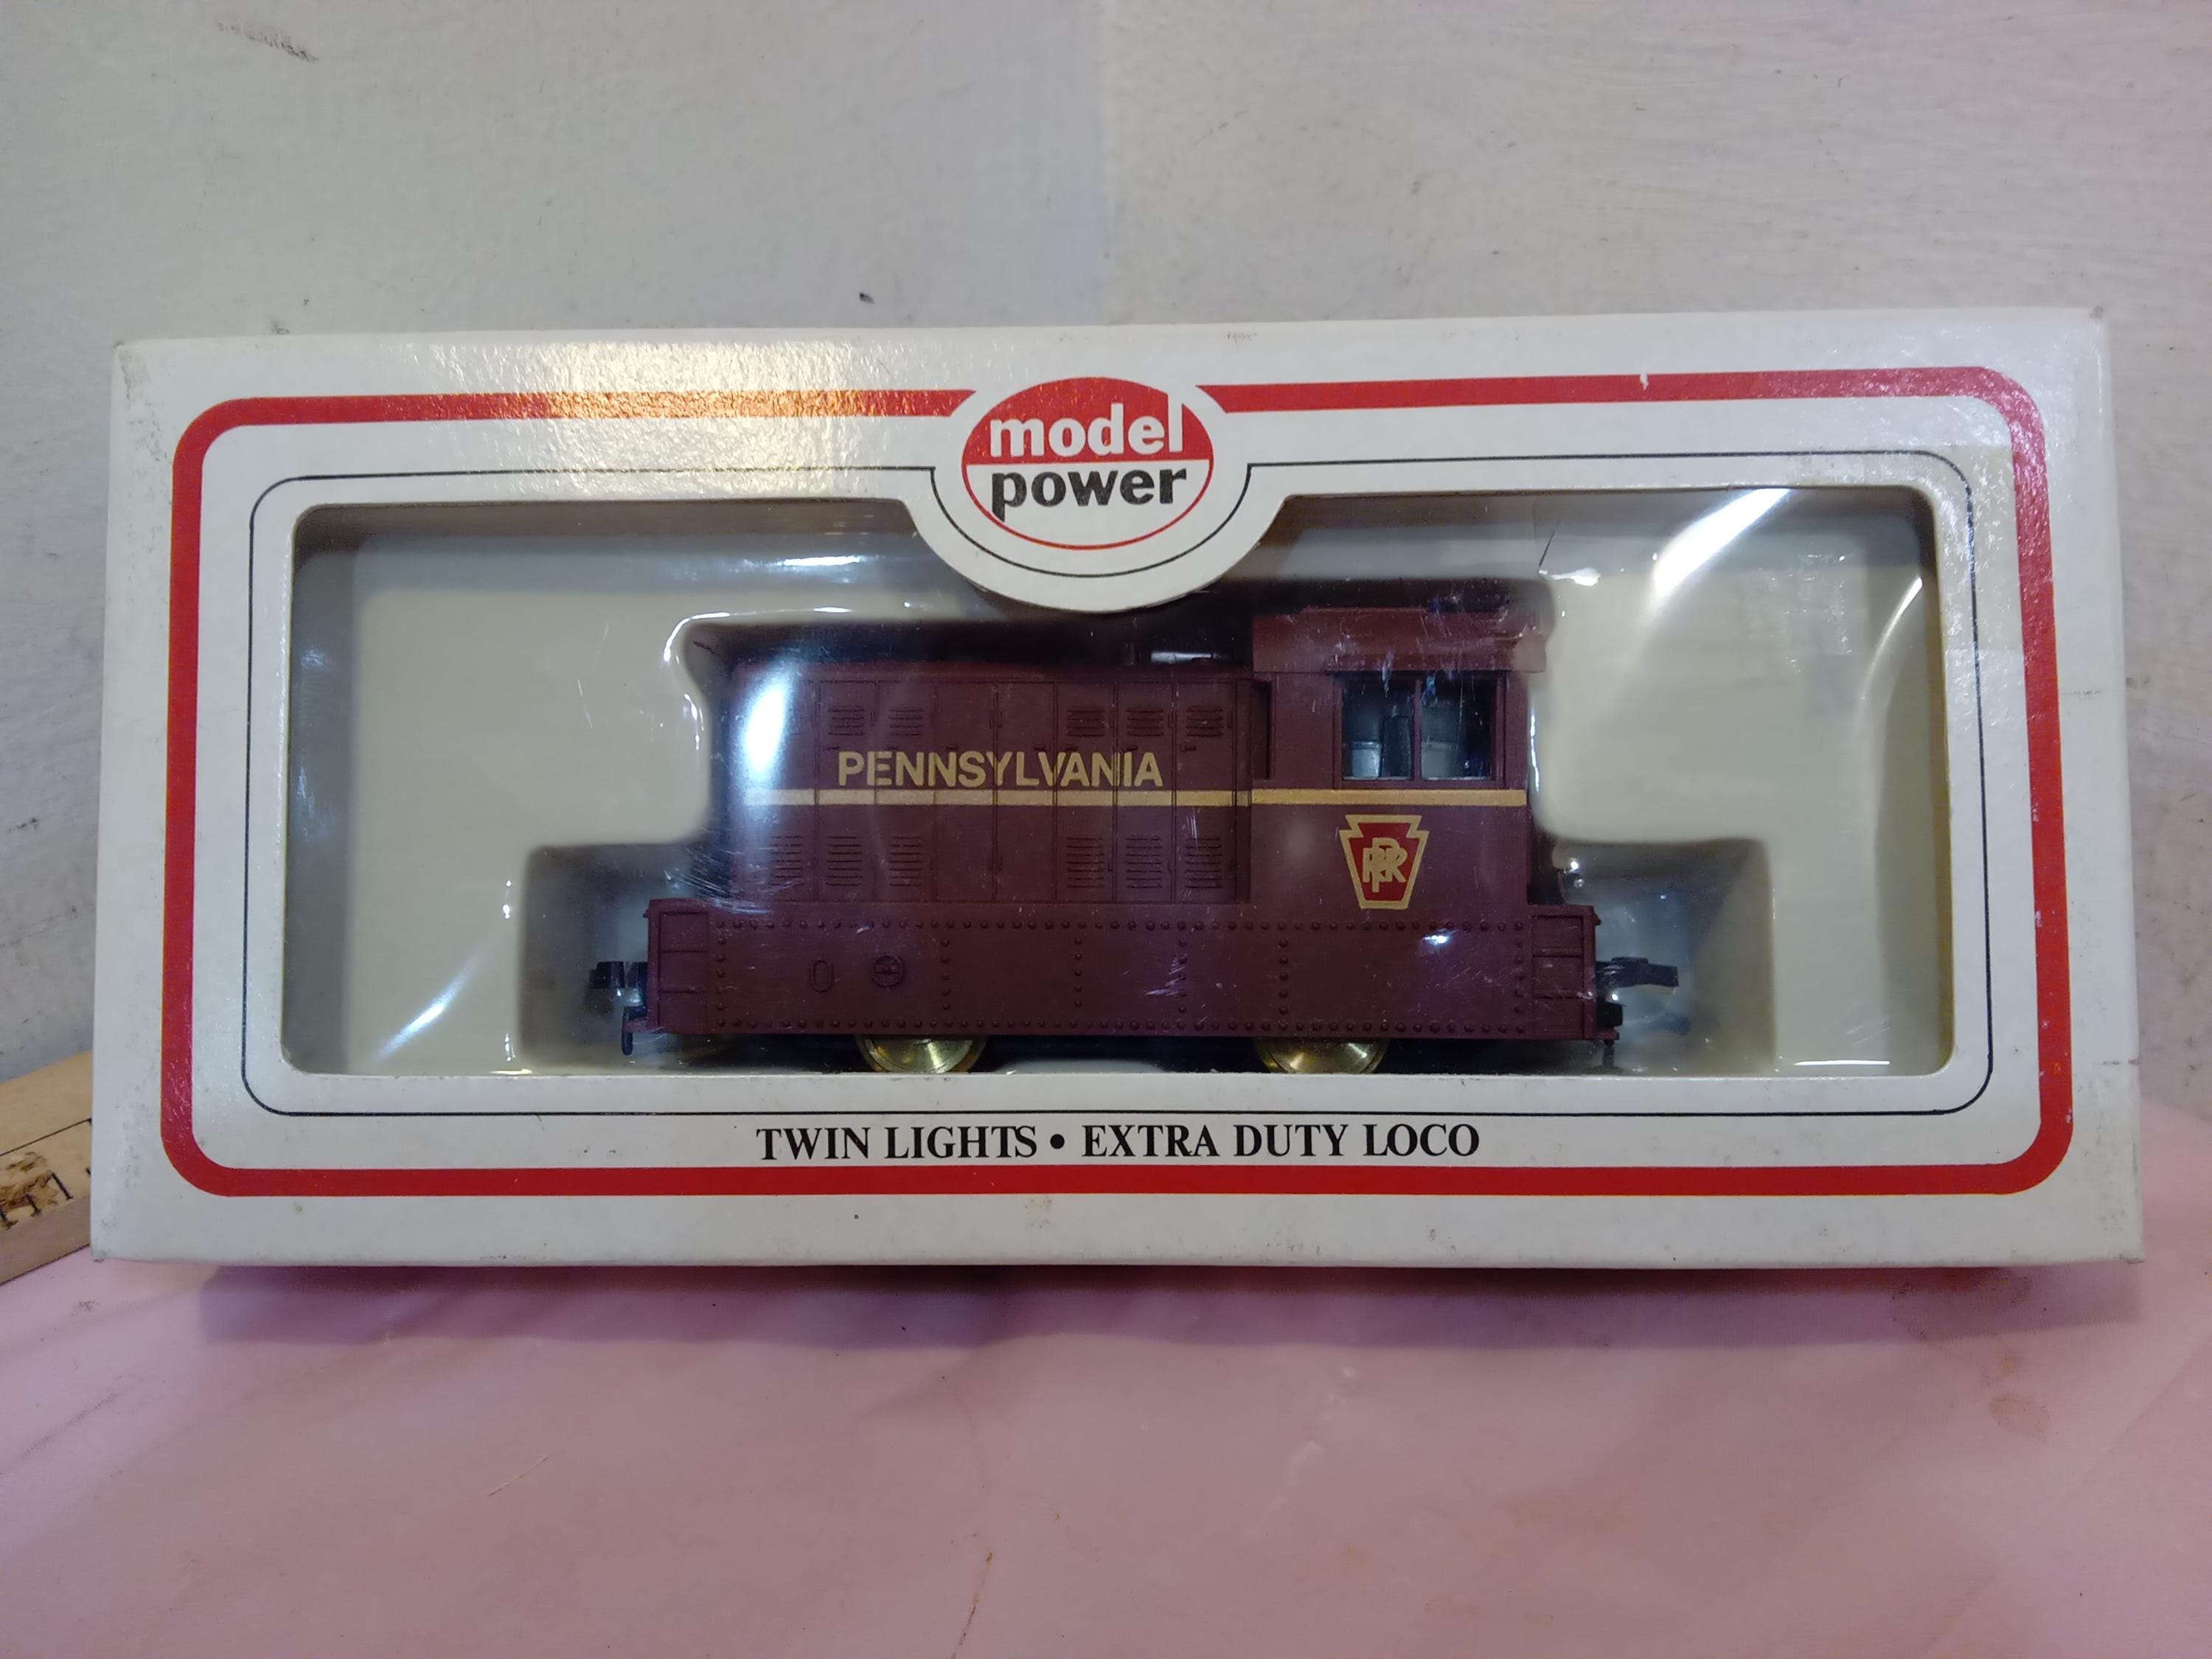 model
power
PENNSYLVANIA
PRR
TWIN LIGHTS • EXTRA DUTY LOCO